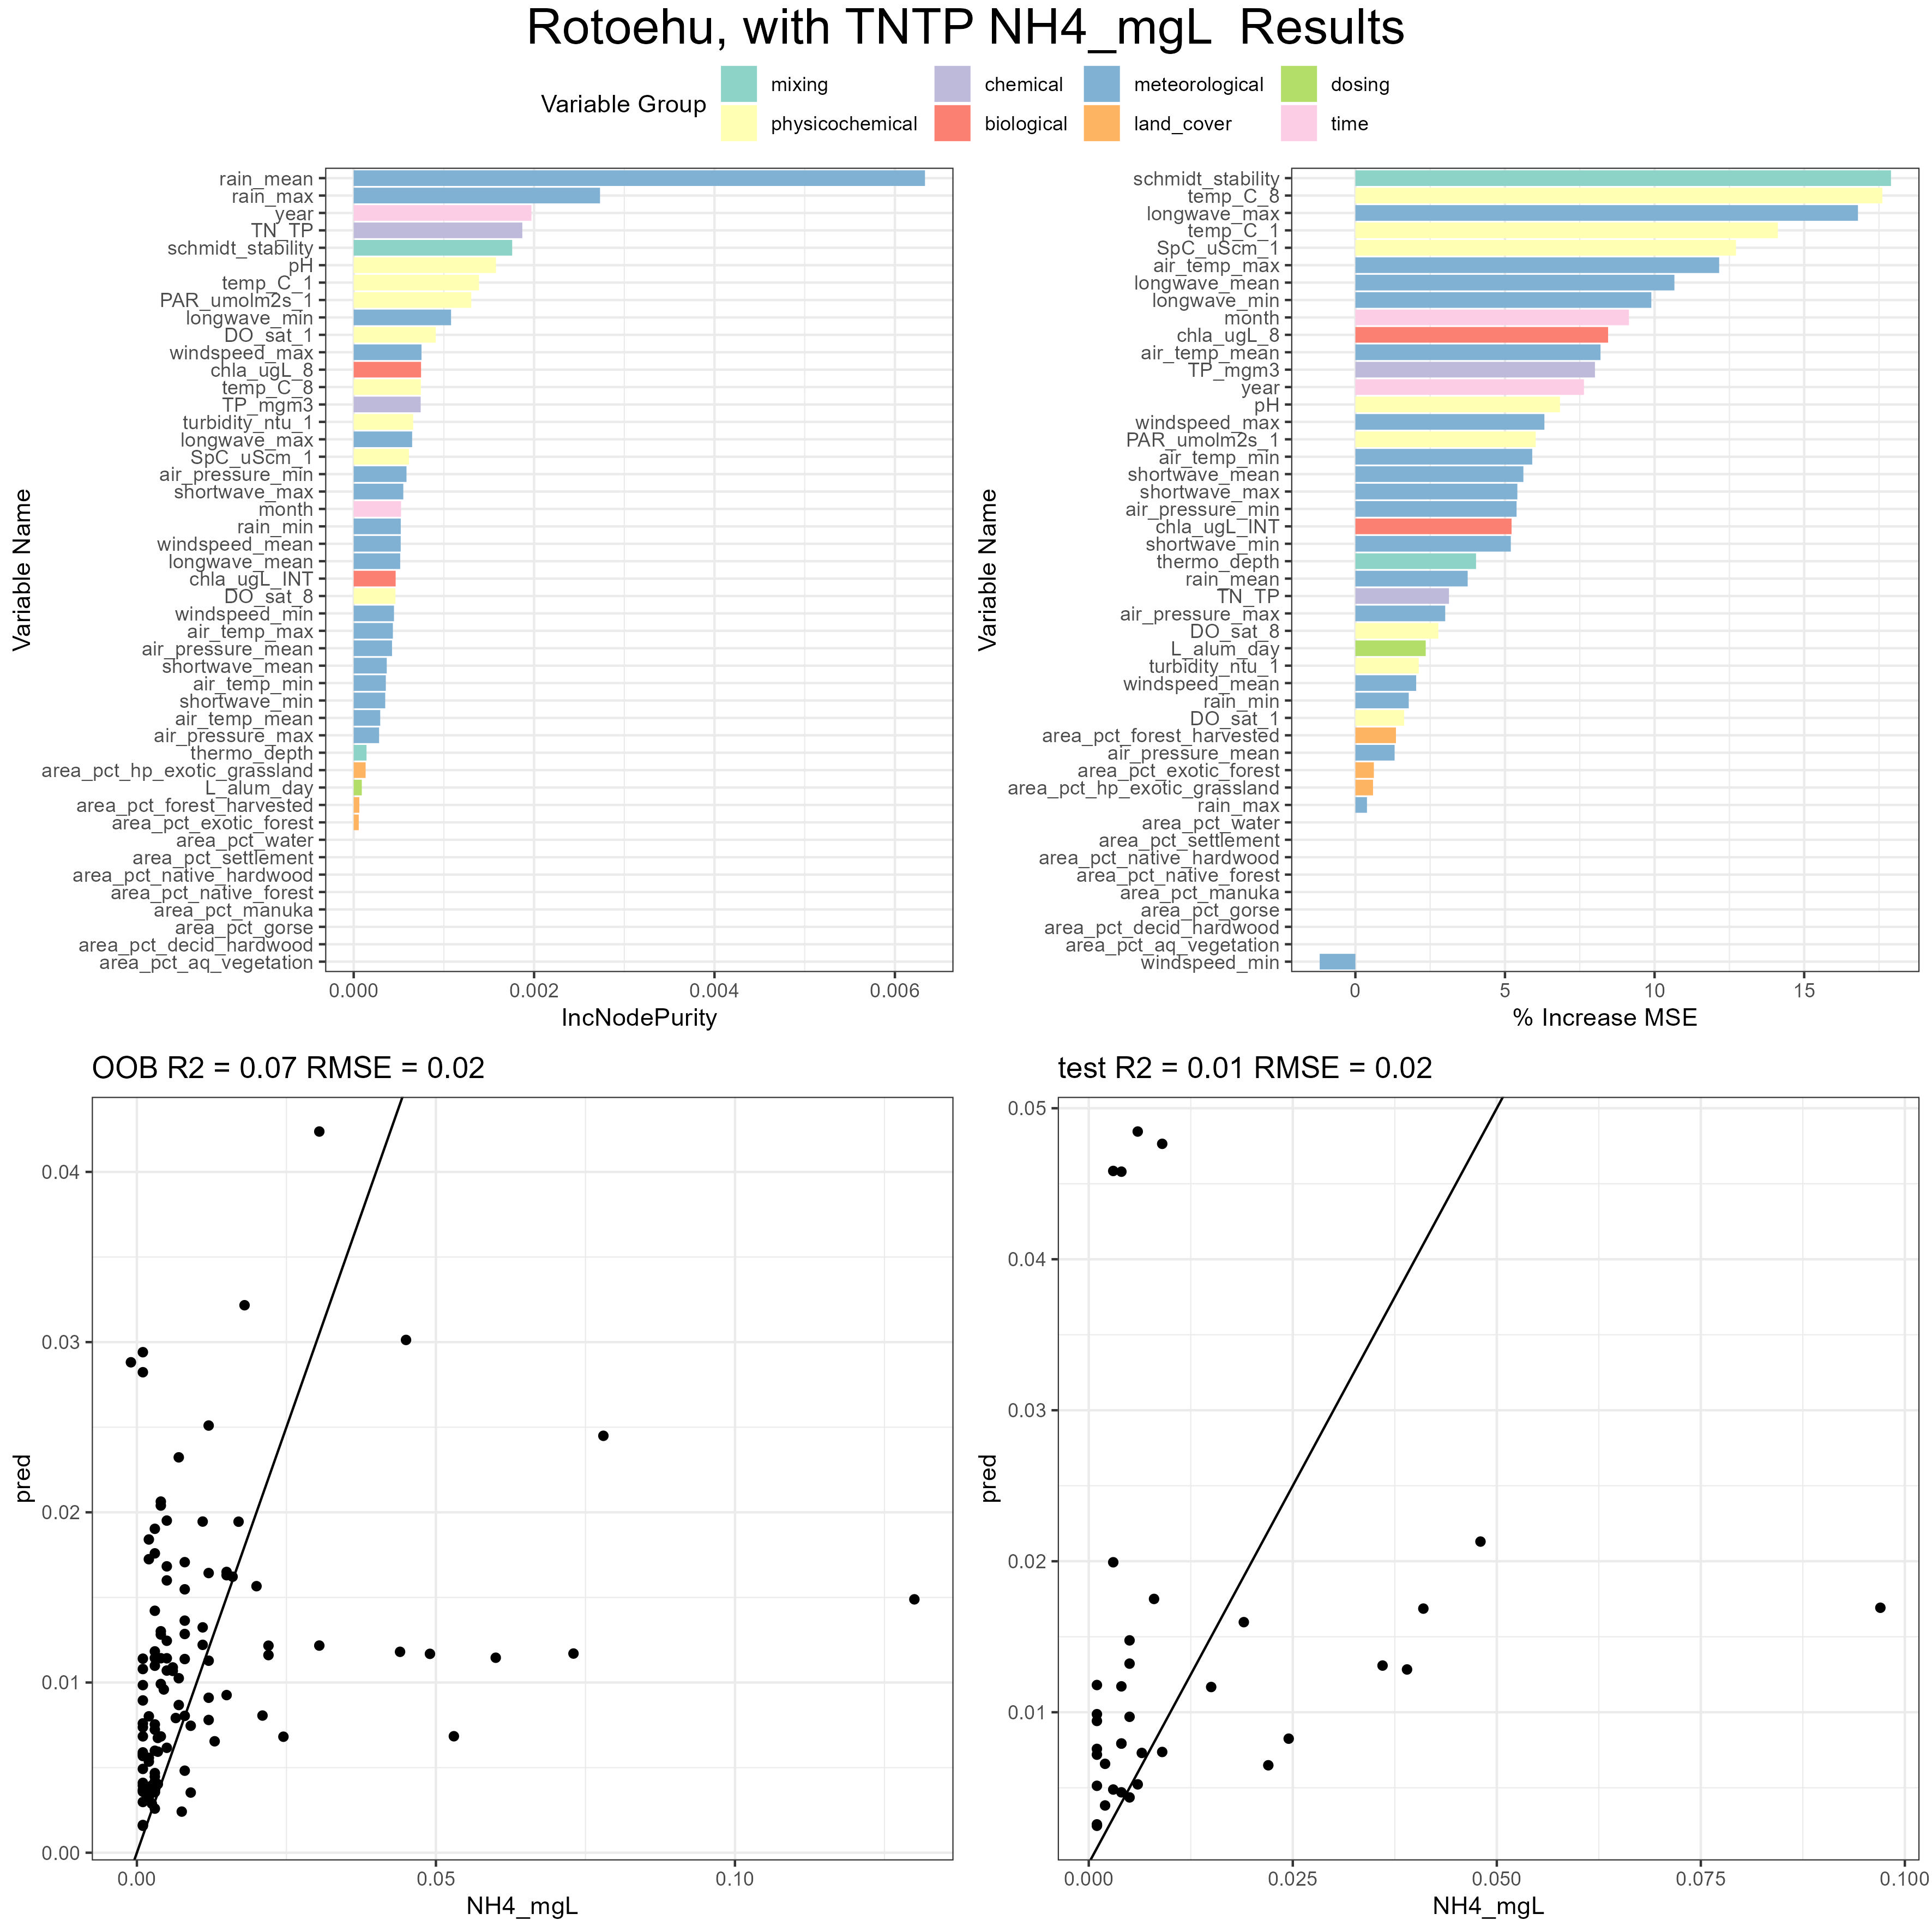 Rotoehu, with TNTP NH4_mgL  Results
Variable Group
mixing
chemical
meteorological
dosing
physicochemical
biological
land_cover
time
Variable Name
rain_mean
rain_max
year
TN_TP
schmidt_stability
pH
temp_C_1
PAR_umolm2s_1
longwave_min
DO_sat_1
windspeed_max
chla_ugL_8
temp_C_8
TP_mgm3
turbidity_ntu_1
longwave_max
SpC_uScm_1
air_pressure_min
shortwave_max
month
rain_min
windspeed_mean
longwave_mean
chla_ugL_INT
DO_sat_8
windspeed_min
air_temp_max
air_pressure_mean
shortwave_mean
air_temp_min
shortwave_min
air_temp_mean
air_pressure_max
thermo_depth
area_pct_hp_exotic_grassland
L_alum_day
area_pct_forest_harvested
area_pct_exotic_forest
area_pct_water
area_pct_settlement
area_pct_native_hardwood
area_pct_native_forest
area_pct_manuka
area_pct_gorse
area_pct_decid_hardwood
area_pct_aq_vegetation
0.000 0.002 0.004 0.006
IncNodePurity
Variable Name
schmidt_stability
temp_C_8
longwave_max
temp_C_1
SpC_uScm_1
air_temp_max
longwave_mean
longwave_min
month
chla_ugL_8
air_temp_mean
TP_mgm3
year
pH
windspeed_max
PAR_umolm2s_1
air_temp_min
shortwave_mean
shortwave_max
air_pressure_min
chla_ugL_INT
shortwave_min
thermo_depth
rain_mean
TN_TP
air_pressure_max
DO_sat_8
L_alum_day
turbidity_ntu_1
windspeed_mean
rain_min
DO_sat_1
area_pct_forest_harvested
air_pressure_mean
area_pct_exotic_forest
area_pct_hp_exotic_grassland
rain_max
area_pct_water
area_pct_settlement
area_pct_native_hardwood
area_pct_native_forest
area_pct_manuka
area_pct_gorse
area_pct_decid_hardwood
area_pct_aq_vegetation
windspeed_min
0 5 10 15
% Increase MSE
OOB R2 = 0.07 RMSE = 0.02
pred
0.04
0.03
0.02
0.01
0.00
0.00 0.05 0.10
NH4_mgL
test R2 = 0.01 RMSE = 0.02
pred
0.05
0.04
0.03
0.02
0.01
0.000 0.025 0.050 0.075 0.100
NH4_mgL